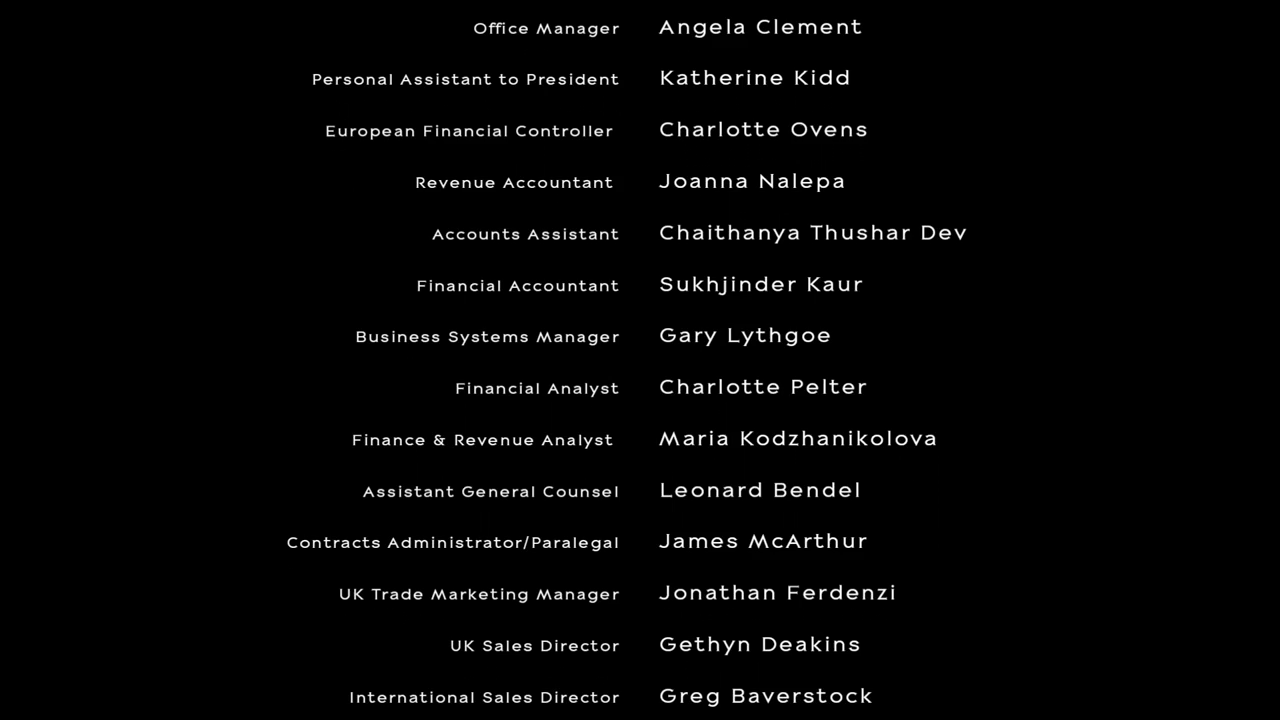 Office Manager Angela Clement
Personal Assistant to President Katherine Kidd
European Financial Controller Charlotte Ovens
Revenue Accountant Joanna Nalepa
Accounts Assistant Chaithanya Thushar Dev
Financial Accountant Sukhjinder Kaur
Business Systems Manager Gary Lythgoe
Financial Analyst Charlotte Pelter
Finance & Revenue Analyst Maria Kodzhanikolova
Assistant General Counsel Leonard Bendel
Contracts Administrator/Paralegal James McArthur
UK Trade Marketing Manager Jonathan Ferdenzi
UK Sales Director Gethyn Deakins
International Sales Director Greg Baverstock